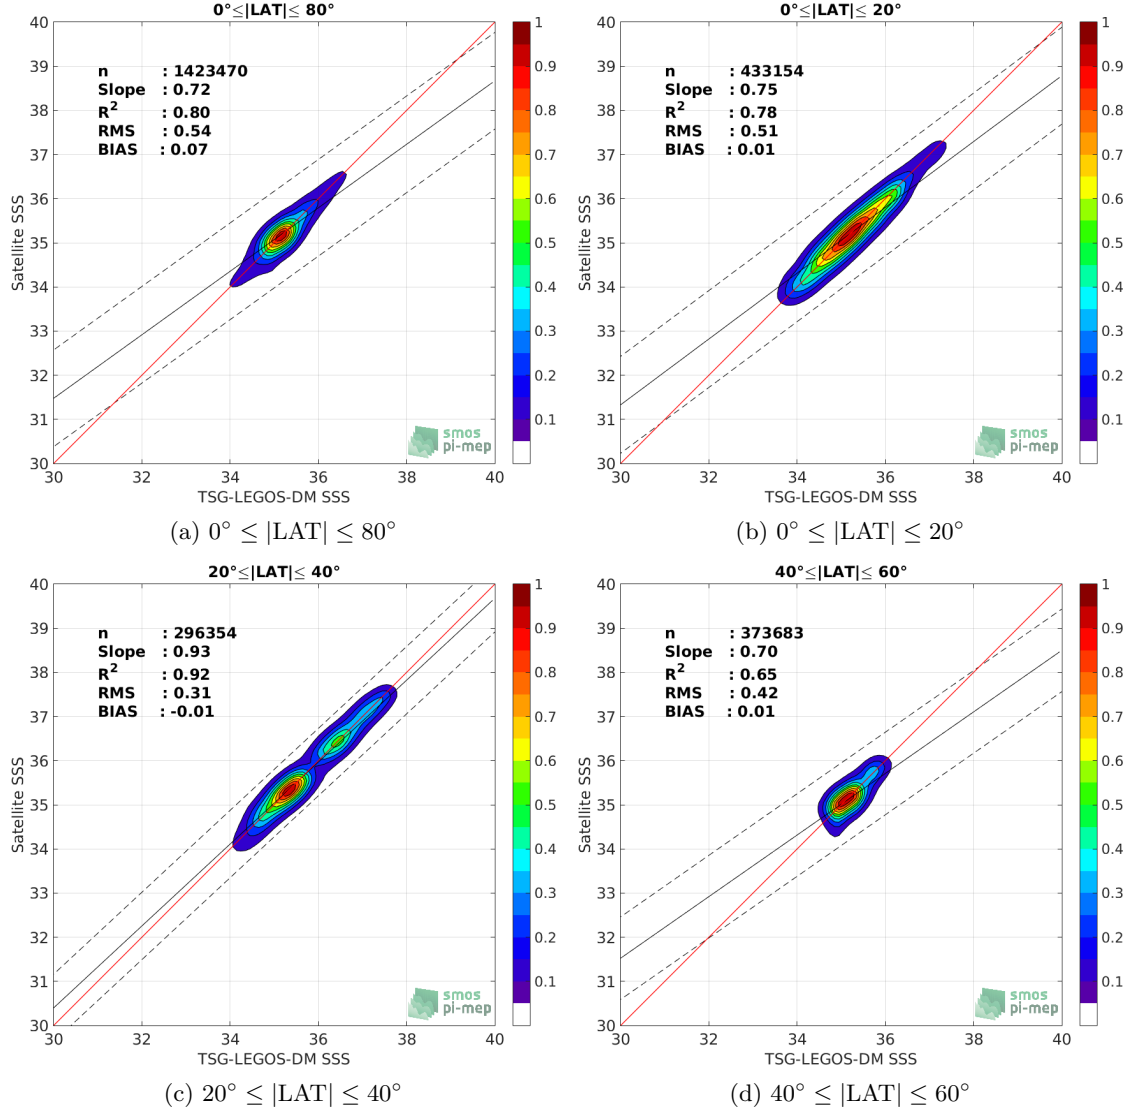 0°≤|LAT|≤ 80°
n : 1423470
Slope : 0.72
R² : 0.80
RMS : 0.54
BIAS : 0.07
Satellite SSS
40
39
38
37
36
35
34
33
32
31
30
30 32 34 36 38 40
TSG-LEGOS-DM SSS
1
0.9
0.8
0.7
0.6
0.5
0.4
0.3
0.2
0.1
smos
pi-mep
(a) 0° ≤ |LAT| ≤ 80°
0°≤|LAT|≤ 20°
n : 433154
Slope : 0.75
R² : 0.78
RMS : 0.51
BIAS : 0.01
Satellite SSS
40
39
38
37
36
35
34
33
32
31
30
30 32 34 36 38 40
TSG-LEGOS-DM SSS
1
0.9
0.8
0.7
0.6
0.5
0.4
0.3
0.2
0.1
smos
pi-mep
(b) 0° ≤ |LAT| ≤ 20°
20°≤|LAT|≤ 40°
n : 296354
Slope : 0.93
R² : 0.92
RMS : 0.31
BIAS : -0.01
Satellite SSS
40
39
38
37
36
35
34
33
32
31
30
30 32 34 36 38 40
TSG-LEGOS-DM SSS
1
0.9
0.8
0.7
0.6
0.5
0.4
0.3
0.2
0.1
smos
pi-mep
(c) 20° ≤ |LAT| ≤ 40°
40°≤|LAT|≤ 60°
n : 373683
Slope : 0.70
R² : 0.65
RMS : 0.42
BIAS : 0.01
Satellite SSS
40
39
38
37
36
35
34
33
32
31
30
30 32 34 36 38 40
TSG-LEGOS-DM SSS
1
0.9
0.8
0.7
0.6
0.5
0.4
0.3
0.2
0.1
smos
pi-mep
(d) 40° ≤ |LAT| ≤ 60°